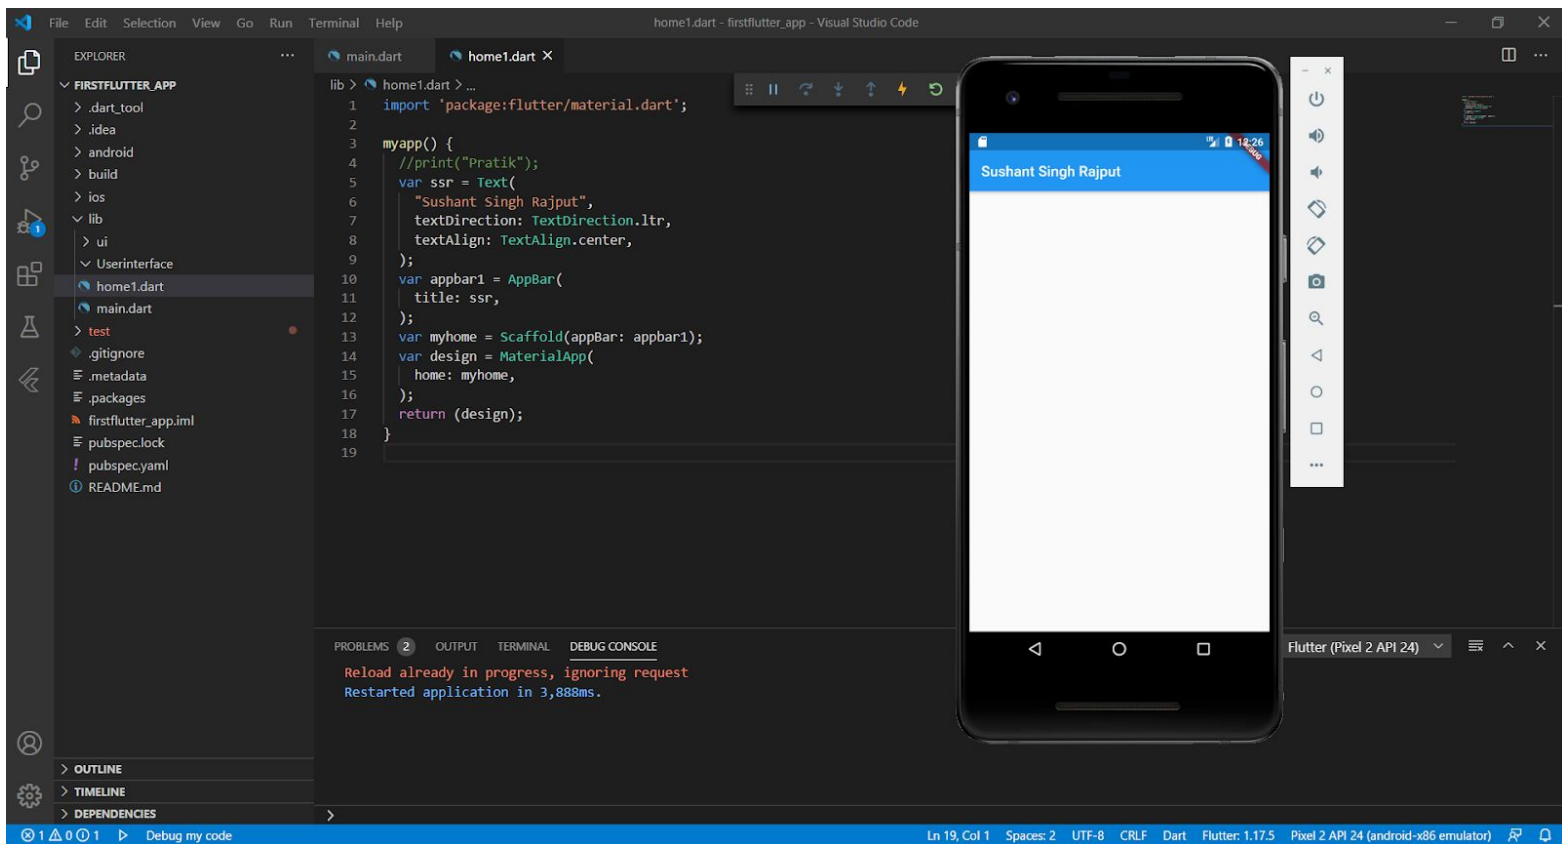 File Edit Selection View Go Run Terminal Help
home1.dart - firstflutter_app - Visual Studio Code
EXPLORER
FIRSTFLUTTER_APP
.dart_tool
.idea
android
build
ios
lib
ui
Userinterface
home1.dart
main.dart
test
.gitignore
.metadata
.packages
firstflutter_app.iml
pubspec.lock
pubspec.yaml
README.md
OUTLINE
TIMELINE
DEPENDENCIES
main.dart home1.dart
lib > home1.dart > ...
1 import 'package:flutter/material.dart';
2
3 myapp() {
4 //print("Pratik");
5 var ssr = Text(
6 "Sushant Singh Rajput",
7 textDirection: TextDirection.ltr,
8 textAlign: TextAlign.center,
9 );
10 var appbar1 = AppBar(
11 title: ssr,
12 );
13 var myhome = Scaffold(appBar: appbar1);
14 var design = MaterialApp(
15 home: myhome,
16 );
17 return (design);
18 }
19
12:26
Sushant Singh Rajput
PROBLEMS 2 OUTPUT TERMINAL DEBUG CONSOLE
Flutter (Pixel 2 API 24)
Reload already in progress, ignoring request
Restarted application in 3,888ms.
1 0 1 Debug my code
Ln 19, Col 1 Spaces: 2 UTF-8 CRLF Dart Flutter: 1.17.5 Pixel 2 API 24 (android-x86 emulator)